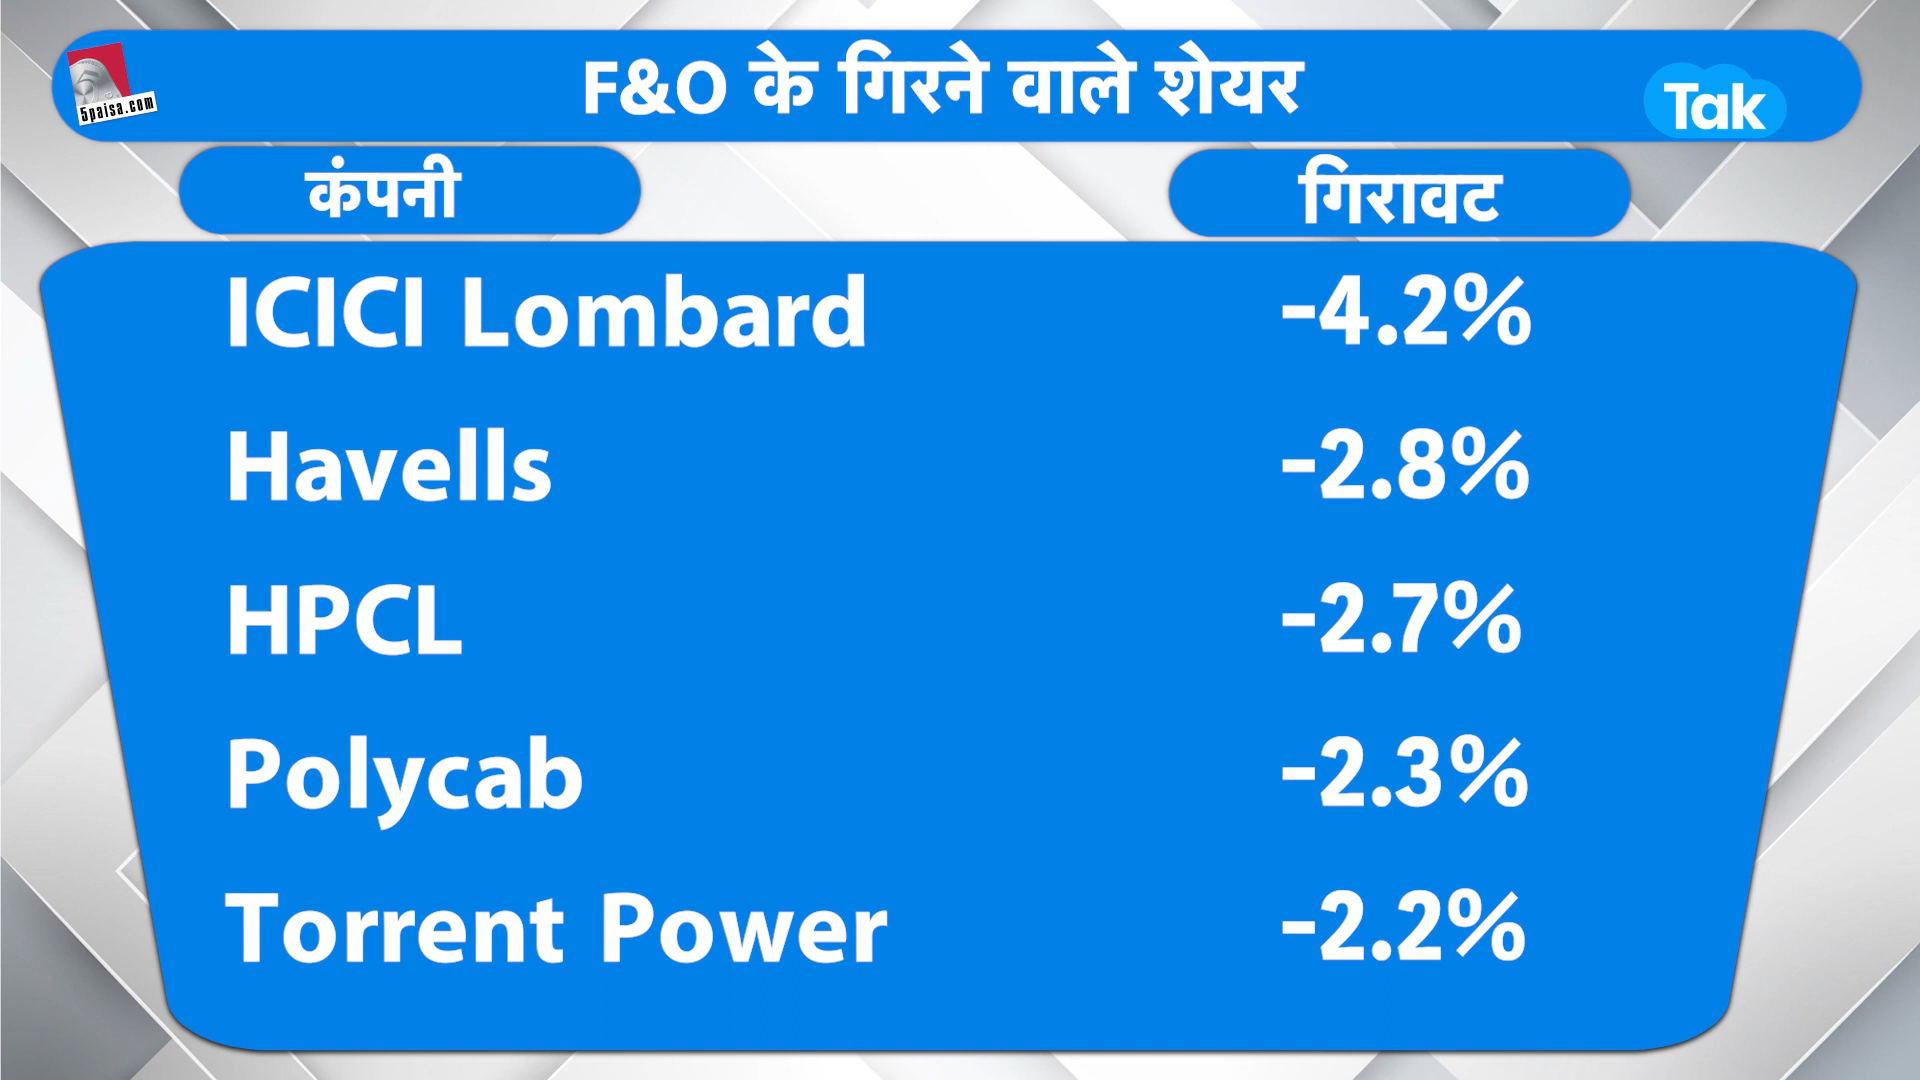 5paisa.com
F&O के गिरने वाले शेयर
Tak
कंपनी गिरावट
ICICI Lombard -4.2%
Havells -2.8%
HPCL -2.7%
Polycab -2.3%
Torrent Power -2.2%